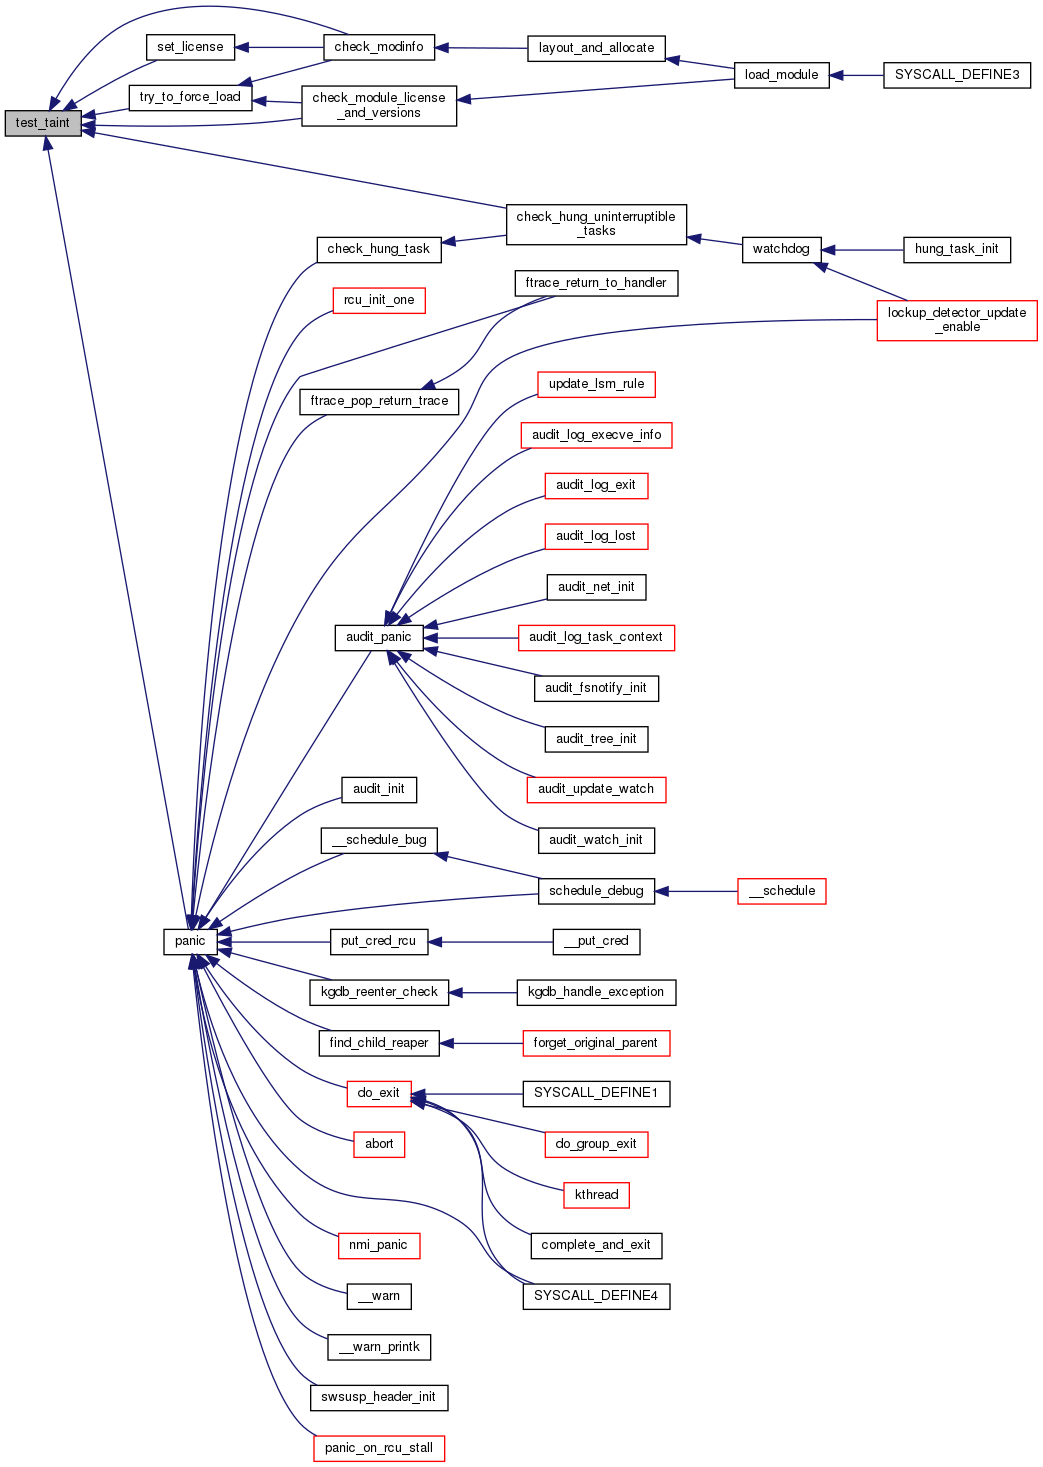 set_license
check_modinfo
layout_and_allocate
load_module
SYSCALL_DEFINE3
try_to_force_load
check_module_license
_and_versions
test_taint
check_hung_uninterruptible
_tasks
check_hung_task
watchdog
hung_task_init
ftrace_return_to_handler
rcu_init_one
lockup_detector_update
_enable
ftrace_pop_return_trace
update_lsm_rule
audit_log_execve_info
audit_log_exit
audit_log_lost
audit_net_init
audit_panic
audit_log_task_context
audit_fsnotify_init
audit_tree_init
audit_init
audit_update_watch
__schedule_bug
audit_watch_init
schedule_debug
__schedule
panic
put_cred_rcu
__put_cred
kgdb_reenter_check
kgdb_handle_exception
find_child_reaper
forget_original_parent
do_exit
SYSCALL_DEFINE1
abort
do_group_exit
kthread
nmi_panic
complete_and_exit
__warn
SYSCALL_DEFINE4
__warn_printk
swsusp_header_init
panic_on_rcu_stall